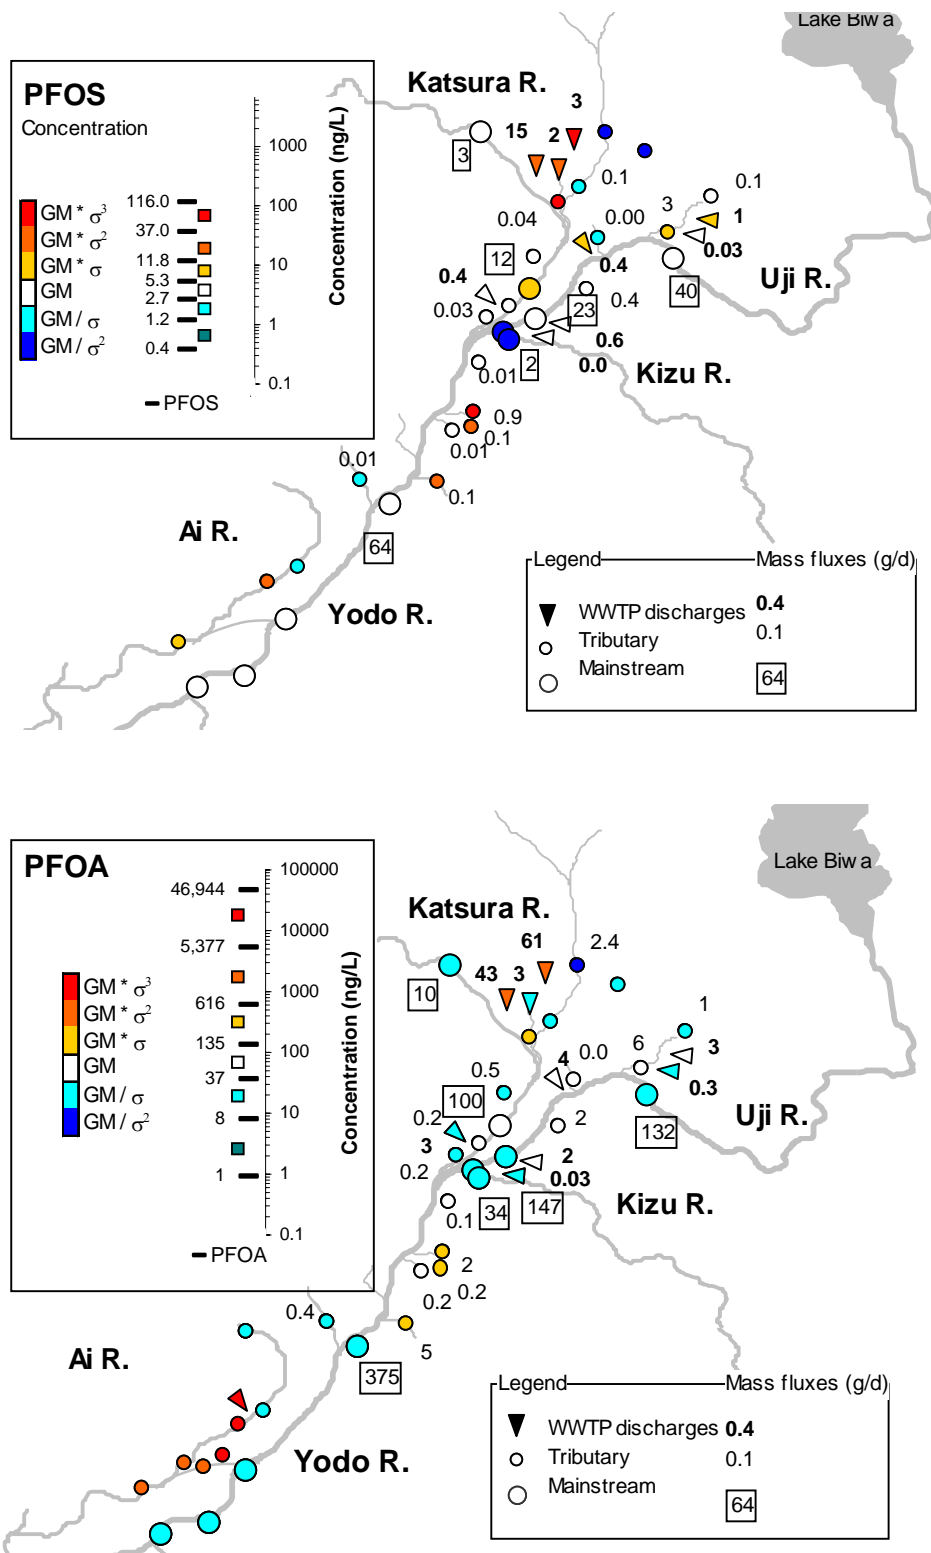 Lake Biwa
Katsura R.
PFOS
Concentration
Concentration (ng/L)
1000
100
10
1
0.1
116.0
37.0
11.8
5.3
2.7
1.2
0.4
GM * σ3
GM * σ2
GM * σ
GM
GM / σ
GM / σ2
PFOS
3
15
2
3
0.1
0.1
0.04
0.00
3
1
0.03
12
0.4
0.4
Uji R.
0.03
23
0.4
40
0.6
2
0.0
Kizu R.
0.01
0.9
0.1
0.01
0.01
0.1
Ai R.
64
Yodo R.
Legend
Mass fluxes (g/d)
WWTP discharges
0.4
Tributary
0.1
Mainstream
64
PFOA
Concentration (ng/L)
100000
10000
1000
100
10
1
0.1
46,944
5,377
616
135
37
8
1
GM * σ3
GM * σ2
GM * σ
GM
GM / σ
GM / σ2
PFOA
Lake Biwa
Katsura R.
61
2.4
43
3
10
1
4
0.0
6
3
0.5
0.3
100
Uji R.
0.2
2
132
3
2
0.2
0.03
Kizu R.
34
147
0.1
2
0.2
0.2
0.4
5
Ai R.
375
Yodo R.
Legend
Mass fluxes (g/d)
WWTP discharges
0.4
Tributary
0.1
Mainstream
64